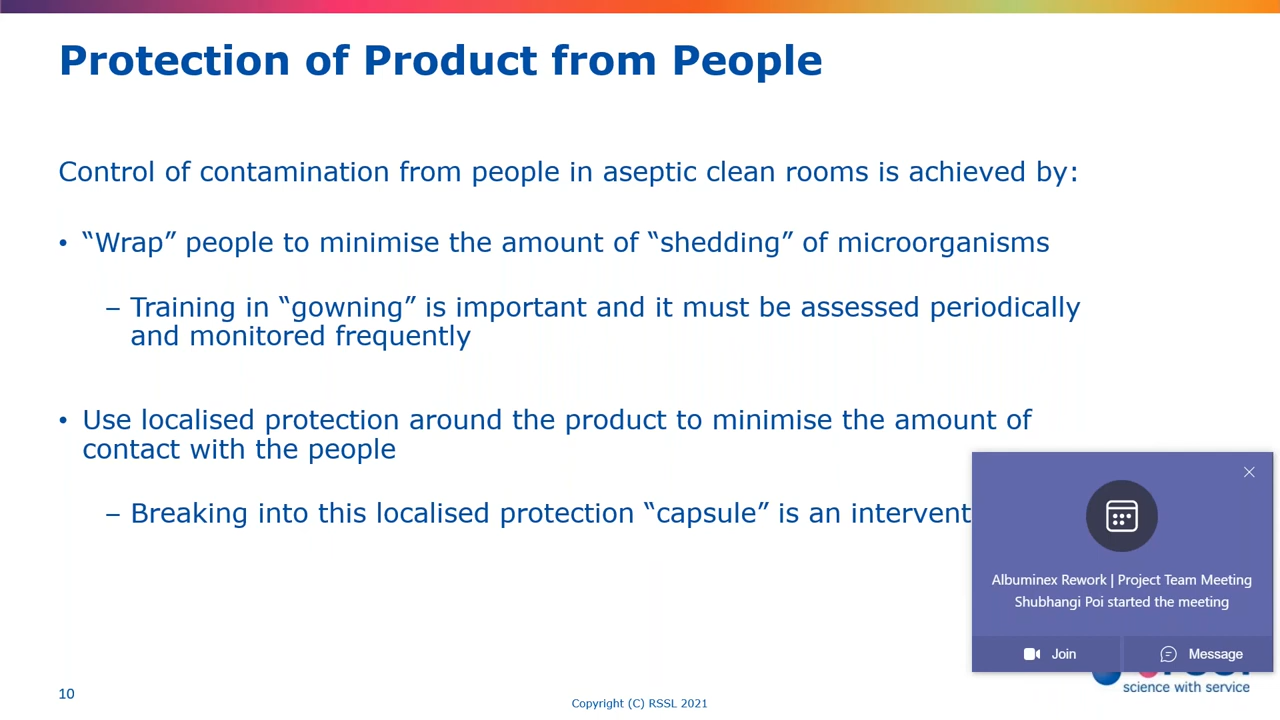 Protection of Product from People
Control of contamination from people in aseptic clean rooms is achieved by:
• “Wrap” people to minimise the amount of “shedding” of microorganisms
– Training in “gowning” is important and it must be assessed periodically
and monitored frequently
• Use localised protection around the product to minimise the amount of
contact with the people
– Breaking into this localised protection “capsule” is an
Albuminex Rework | Project Team Meeting
Shubhangi Poi started the meeting
Join
Message
science with service
10
Copyright (C) RSSL 2021